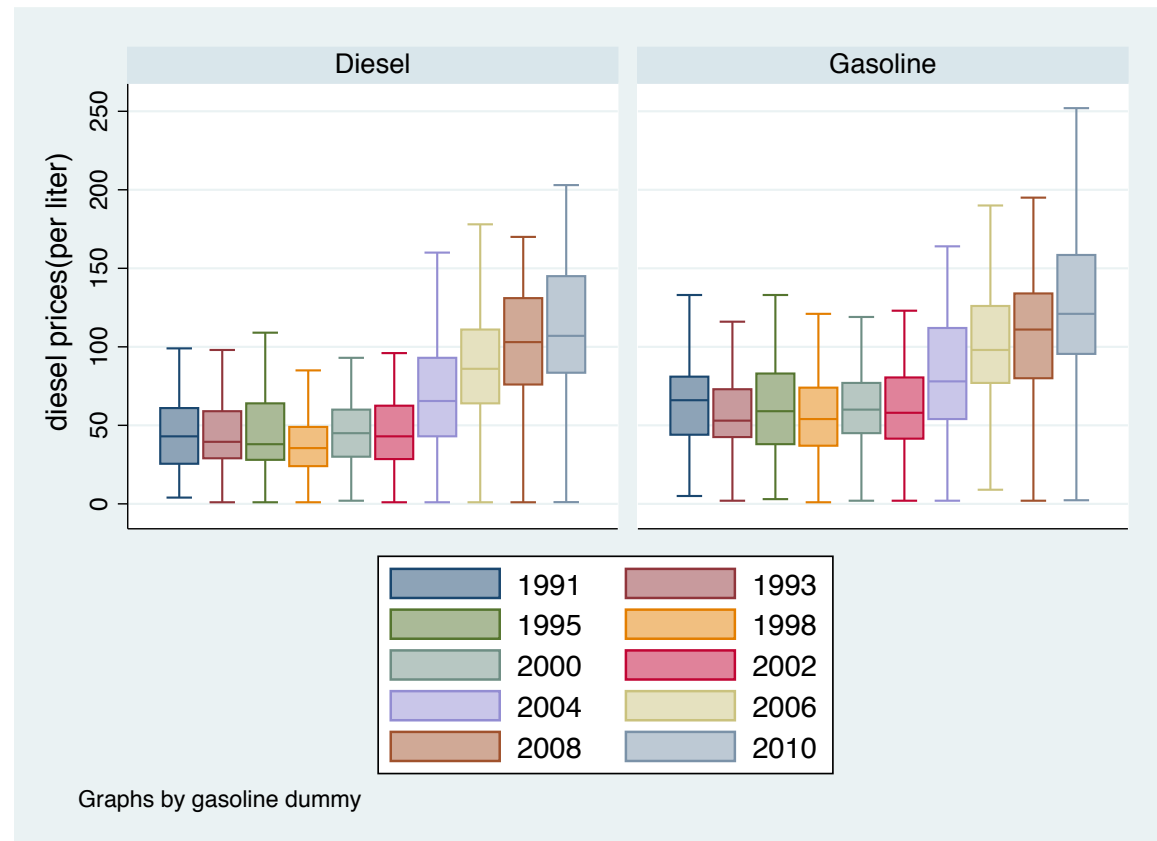 Diesel
Gasoline
diesel prices(per liter)
250
200
150
100
50
0
1991 1993
1995 1998
2000 2002
2004 2006
2008 2010
Graphs by gasoline dummy